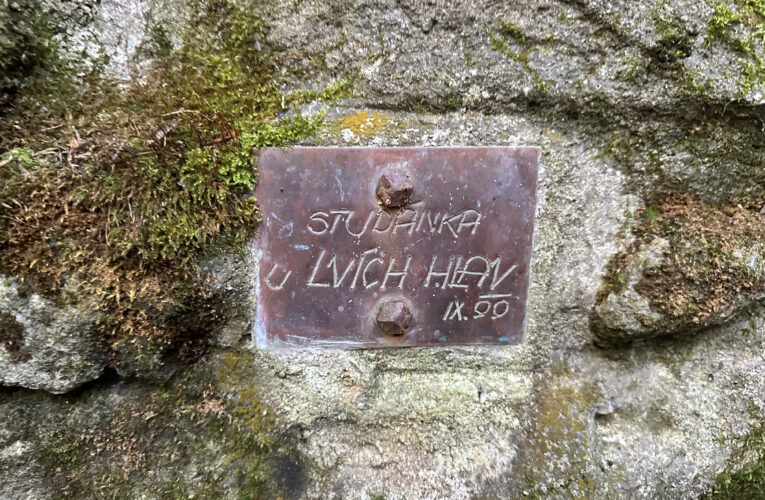 STUDÁNKA
U LVÍCH HLAV
IX. 99